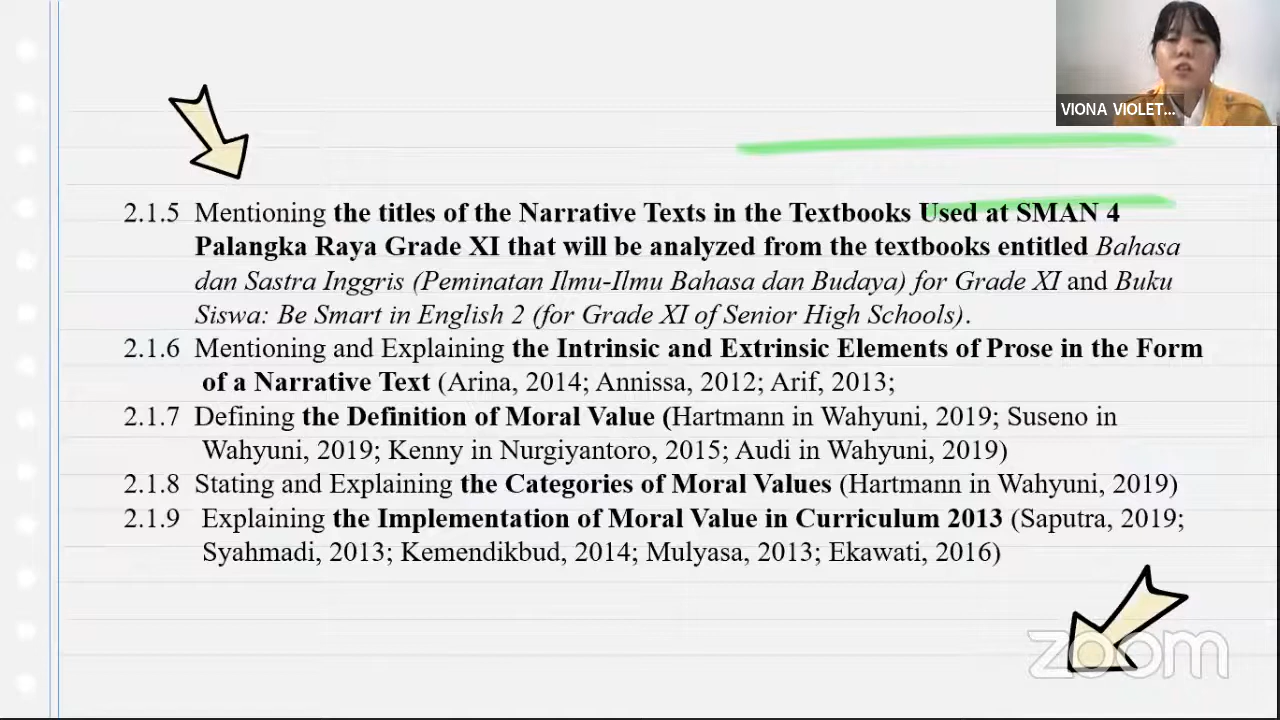 VIONA VIOLET...
2.1.5 Mentioning the titles of the Narrative Texts in the Textbooks Used at SMAN 4
Palangka Raya Grade XI that will be analyzed from the textbooks entitled Bahasa
dan Sastra Inggris (Peminatan Ilmu-Ilmu Bahasa dan Budaya) for Grade XI and Buku
Siswa: Be Smart in English 2 (for Grade XI of Senior High Schools).
2.1.6 Mentioning and Explaining the Intrinsic and Extrinsic Elements of Prose in the Form
of a Narrative Text (Arina, 2014; Annissa, 2012; Arif, 2013;
2.1.7 Defining the Definition of Moral Value (Hartmann in Wahyuni, 2019; Suseno in
Wahyuni, 2019; Kenny in Nurgiyantoro, 2015; Audi in Wahyuni, 2019)
2.1.8 Stating and Explaining the Categories of Moral Values (Hartmann in Wahyuni, 2019)
2.1.9 Explaining the Implementation of Moral Value in Curriculum 2013 (Saputra, 2019;
Syahmadi, 2013; Kemendikbud, 2014; Mulyasa, 2013; Ekawati, 2016)
zoom